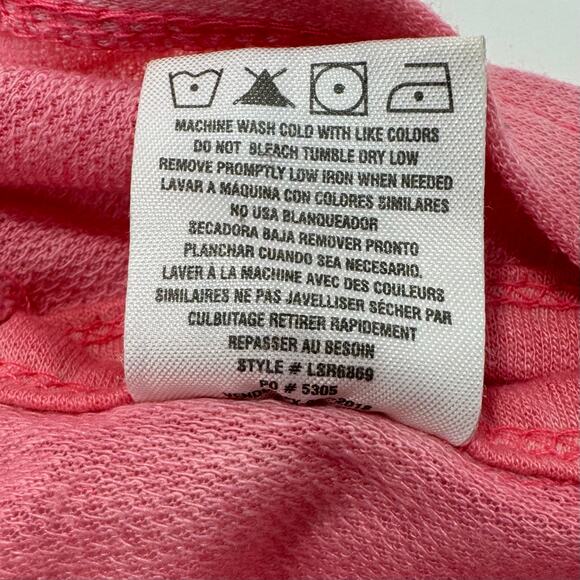 MACHINE WASH COLD WITH LIKE COLORS
DO NOT BLEACH TUMBLE DRY LOW
REMOVE PROMPTLY LOW IRON WHEN NEEDED
LAVAR A MÁQUINA CON COLORES SIMILARES
NO USA BLANQUEADOR
SECADORA BAJA REMOVER PRONTO
PLANCHAR CUANDO SEA NECESARIO.
LAVER À LA MACHINE AVEC DES COULEURS
SIMILAIRES NE PAS JAVELLISER SÉCHER PAR
CULBUTAGE RETIRER RAPIDEMENT
REPASSER AU BESOIN
STYLE # LSR6869
PO # 5305